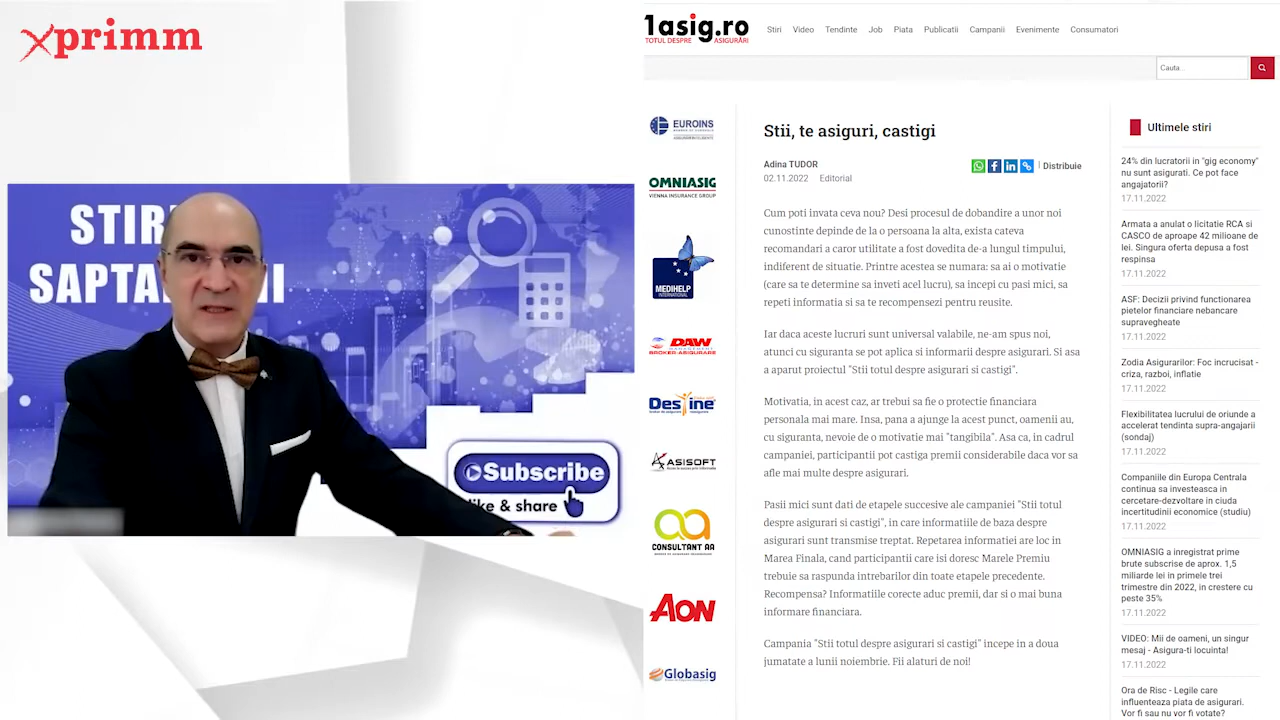 xprimm
STIRI
SAPTA
II
Subscribe
like & share
1asig.ro
TOTUL DESPRE ASIGURĂRI
Stiri Video Tendinte Job Piata Publicatii Campanii Evenimente Consumatori
Cauta...
EUROINS
OMNIASIG
VIENNA INSURANCE GROUP
MEDIHELP
INTERNATIONAL
DAW
MANAGEMENT
BROKER-ASIGURARE
Destine
ASISOFT
CONSULTANT AA
AON
Globasig
Stii, te asiguri, castigi
Adina TUDOR
02.11.2022 Editorial
Distribuie
Cum poti invata ceva nou? Desi procesul de dobandire a unor noi
cunostinte depinde de la o persoana la alta, exista cateva
recomandari a caror utilitate a fost dovedita de-a lungul timpului,
indiferent de situatie. Printre acestea se numara: sa ai o motivatie
(care sa te determine sa inveti acel lucru), sa incepi cu pasi mici, sa
repeti informatia si sa te recompensezi pentru reusite.
Iar daca aceste lucruri sunt universal valabile, ne-am spus noi,
atunci cu siguranta se pot aplica si informarii despre asigurari. Si asa
a aparut proiectul "Stii totul despre asigurari si castigi".
Motivatia, in acest caz, ar trebui sa fie o protectie financiara
personala mai mare. Insa, pana a ajunge la acest punct, oamenii au,
cu siguranta, nevoie de o motivatie mai "tangibila". Asa ca, in cadrul
campaniei, participantii pot castiga premii considerabile daca vor sa
afle mai multe despre asigurari.
Pasii mici sunt dati de etapele succesive ale campaniei "Stii totul
despre asigurari si castigi", in care informatiile de baza despre
asigurari sunt transmise treptat. Repetarea informatiei are loc in
Marea Finala, cand participantii care isi doresc Marele Premiu
trebuie sa raspunda intrebarilor din toate etapele precedente.
Recompensa? Informatiile corecte aduc premii, dar si o mai buna
informare financiara.
Campania "Stii totul despre asigurari si castigi" incepe in a doua
jumatate a lunii noiembrie. Fii alaturi de noi!
Ultimele stiri
24% din lucratorii in "gig economy"
nu sunt asigurati. Ce pot face
angajatorii?
17.11.2022
Armata a anulat o licitatie RCA si
CASCO de aproape 42 milioane de
lei. Singura oferta depusa a fost
respinsa
17.11.2022
ASF: Decizii privind functionarea
pietelor financiare nebancare
supravegheate
17.11.2022
Zodia Asigurarilor: Foc incrucisat -
criza, razboi, inflatie
17.11.2022
Flexibilitatea lucrului de oriunde a
accelerat tendinta supra-angajarii
(sondaj)
17.11.2022
Companiile din Europa Centrala
continua sa investeasca in
cercetare-dezvoltare in ciuda
incertitudinii economice (studiu)
17.11.2022
OMNIASIG a inregistrat prime
brute subscrise de aprox. 1,5
miliarde lei in primele trei
trimestre din 2022, in crestere cu
peste 35%
17.11.2022
VIDEO: Mii de oameni, un singur
mesaj - Asigura-ti locuinta!
17.11.2022
Ora de Risc - Legile care
influenteaza piata de asigurari.
Vor fi sau nu vor fi votate?